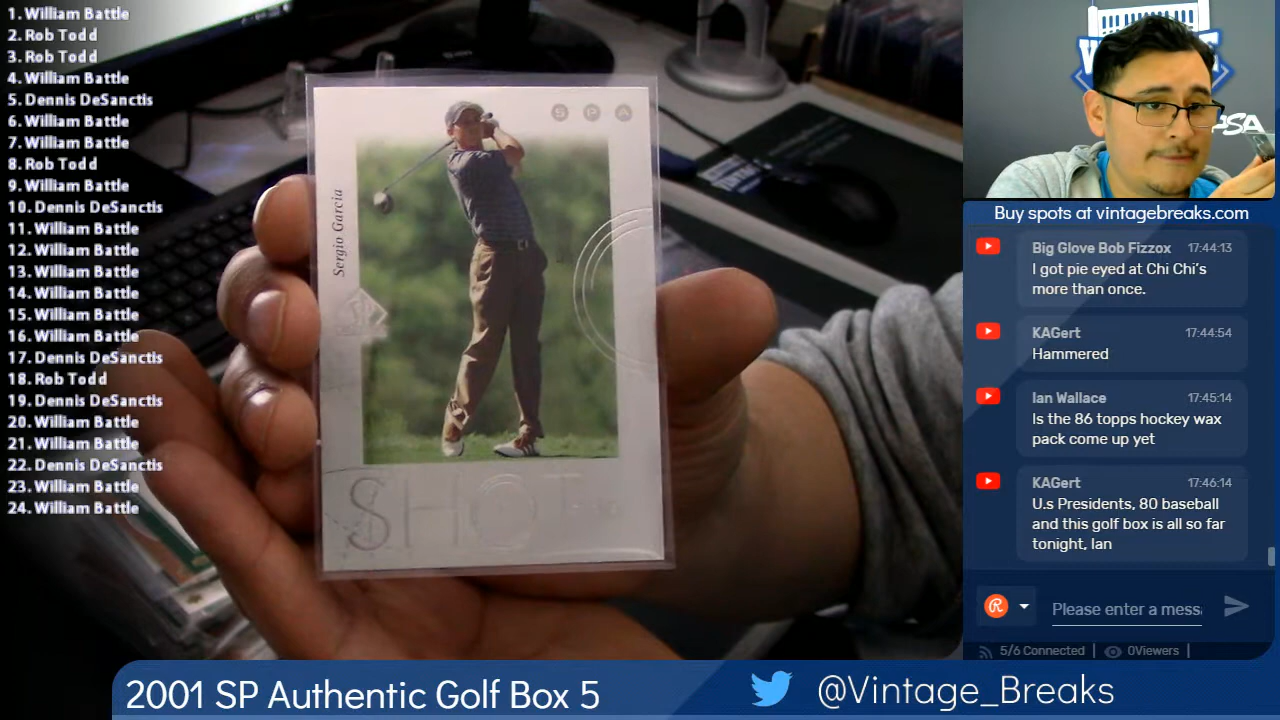 1. William Battle
2. Rob Todd
3. Rob Todd
4. William Battle
5. Dennis DeSanctis
6. William Battle
7. William Battle
8. Rob Todd
9. William Battle
10. Dennis DeSanctis
11. William Battle
12. William Battle
13. William Battle
14. William Battle
15. William Battle
16. William Battle
17. Dennis DeSanctis
18. Rob Todd
19. Dennis DeSanctis
20. William Battle
21. William Battle
22. Dennis DeSanctis
23. William Battle
24. William Battle
S P A
Sergio Garcia
SHOT
PSA
Buy spots at vintagebreaks.com
Big Glove Bob Fizzox 17:44:13
I got pie eyed at Chi Chi's
more than once.
KAGert 17:44:54
Hammered
Ian Wallace 17:45:14
Is the 86 topps hockey wax
pack come up yet
KAGert 17:46:14
U.s Presidents, 80 baseball
and this golf box is all so far
tonight, Ian
Please enter a mess
5/6 Connected | 0Viewers |
2001 SP Authentic Golf Box 5
@Vintage_Breaks